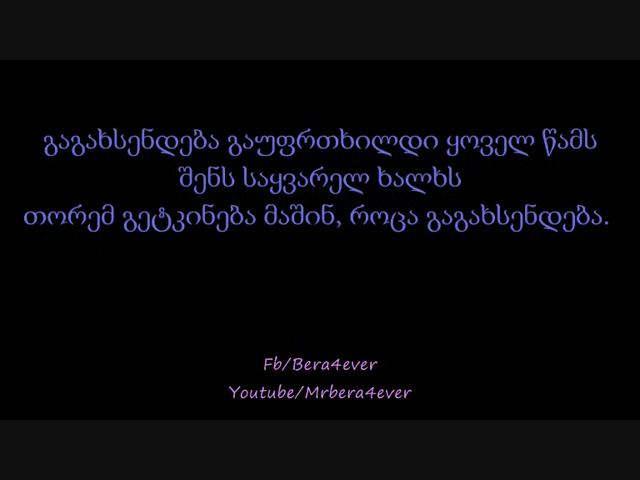 გაგახსენდება გაუფრთხილდი ყოველ წამს
შენს საყვარელ ხალხს
თორემ გეტკინება მაშინ, როცა გაგახსენდება.
Fb/Bera4ever
Youtube/Mrbera4ever